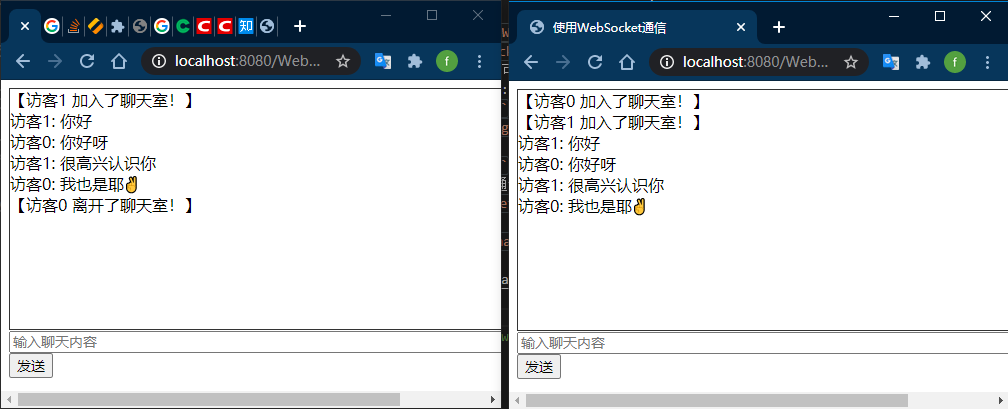 localhost:8080/Web...
f
【访客1 加入了聊天室！】
访客1: 你好
访客0: 你好呀
访客1: 很高兴认识你
访客0: 我也是耶✌
【访客0 离开了聊天室！】
输入聊天内容
发送
使用WebSocket通信
localhost:8080/Web...
f
【访客0 加入了聊天室！】
【访客1 加入了聊天室！】
访客1: 你好
访客0: 你好呀
访客1: 很高兴认识你
访客0: 我也是耶✌
输入聊天内容
发送